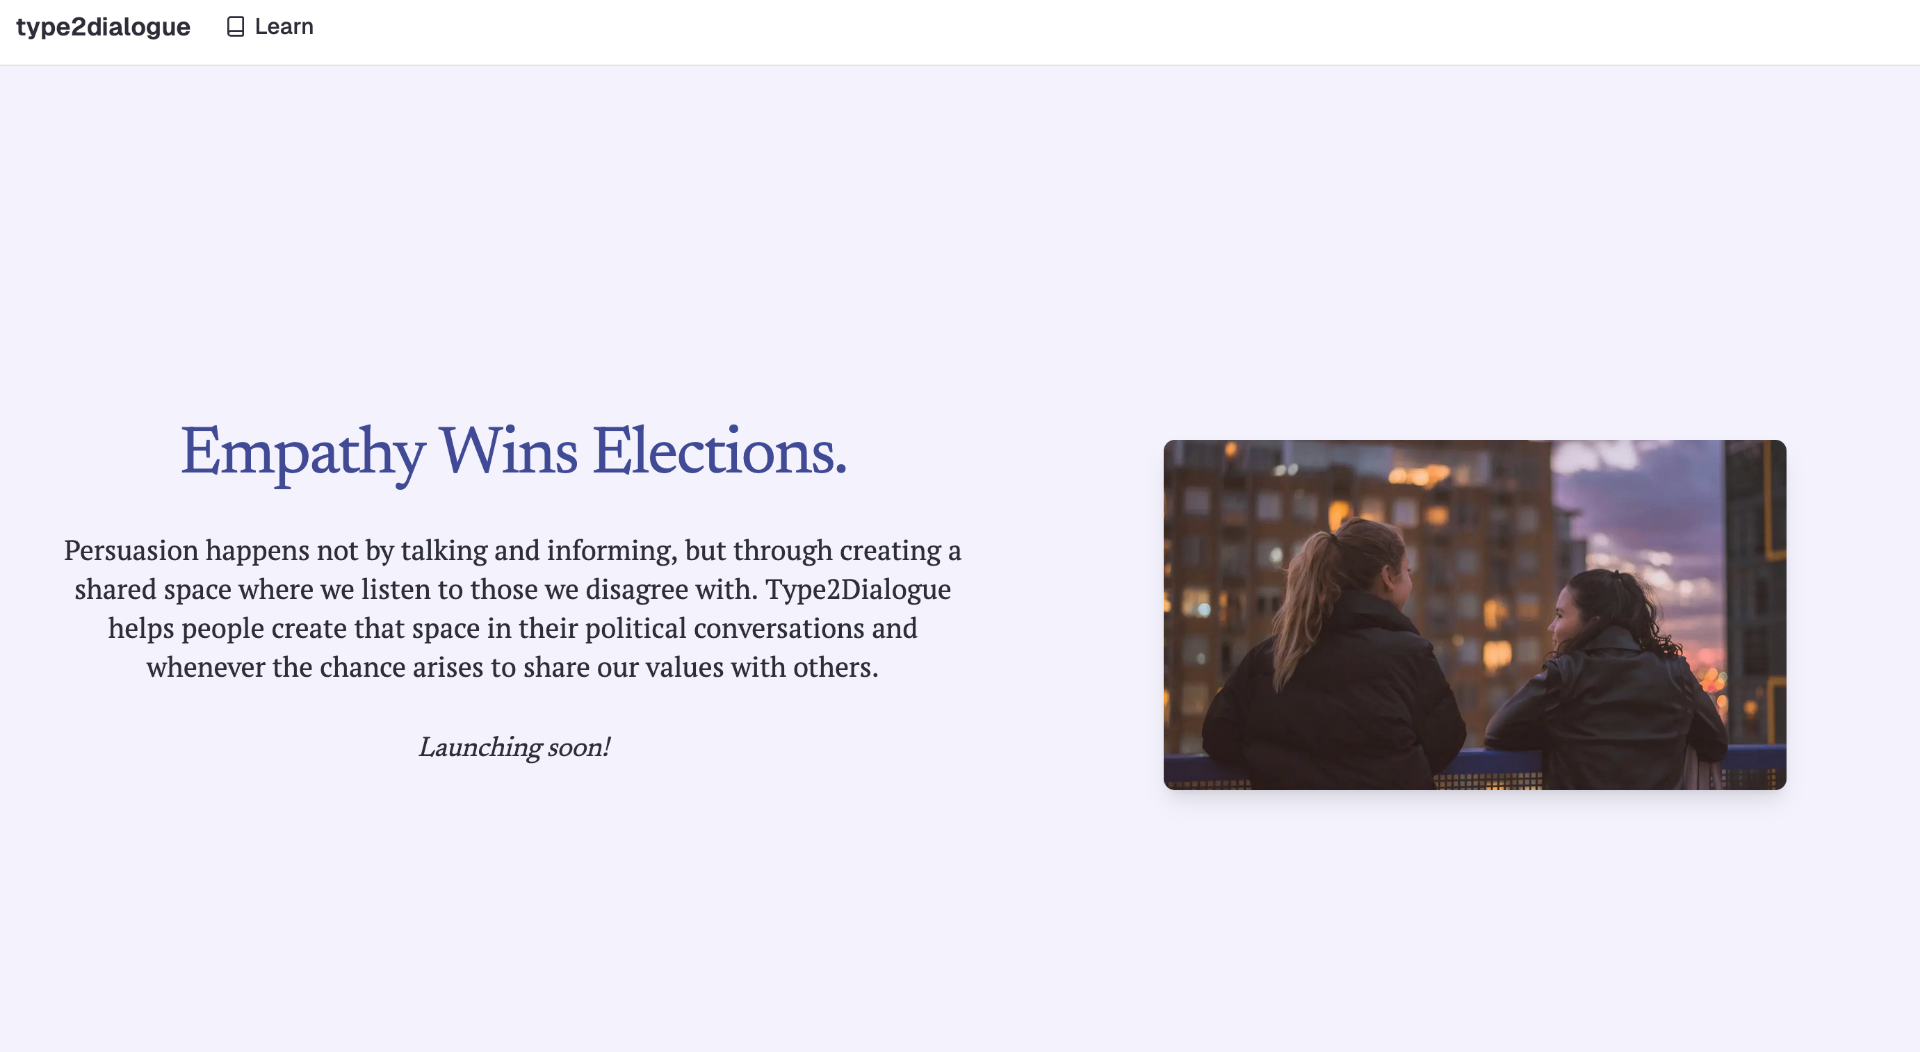 type2dialogue
Learn
Empathy Wins Elections.
Persuasion happens not by talking and informing, but through creating a
shared space where we listen to those we disagree with. Type2Dialogue
helps people create that space in their political conversations and
whenever the chance arises to share our values with others.
Launching soon!